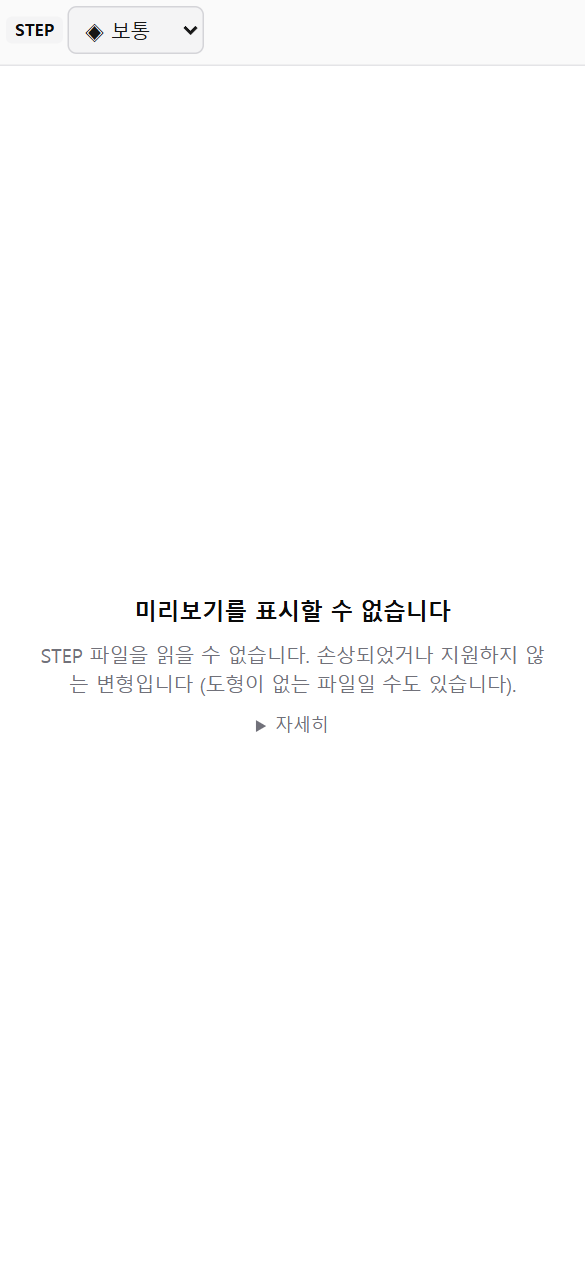 STEP
◈ 보통
미리보기를 표시할 수 없습니다
STEP 파일을 읽을 수 없습니다. 손상되었거나 지원하지 않
는 변형입니다 (도형이 없는 파일일 수도 있습니다).
▶ 자세히